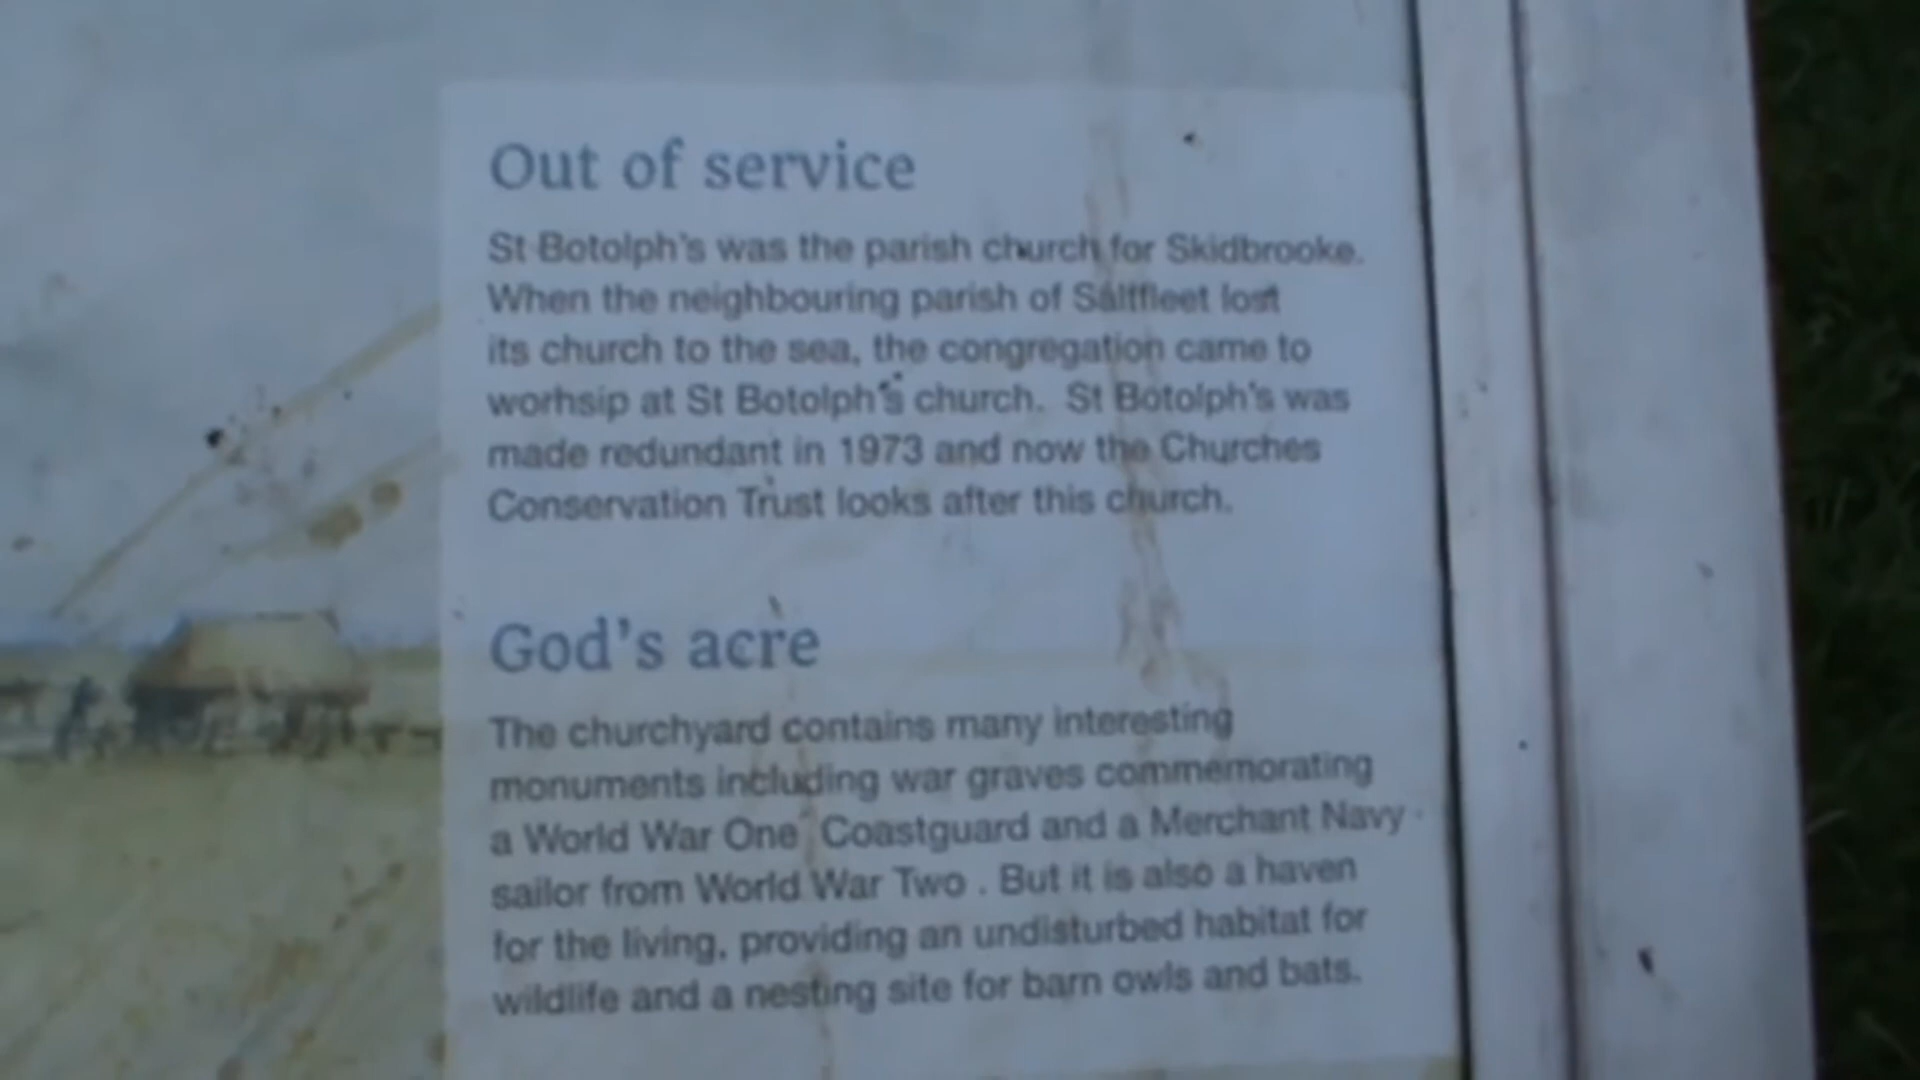 Out of service
St Botolph's was the parish church for Skidbrooke.
When the neighbouring parish of Saltfleet lost
its church to the sea, the congregation came to
worhsip at St Botolph's church. St Botolph's was
made redundant in 1973 and now the Churches
Conservation Trust looks after this church.
God's acre
The churchyard contains many interesting
monuments including war graves commemorating
a World War One Coastguard and a Merchant Navy
sailor from World War Two . But it is also a haven
for the living, providing an undisturbed habitat for
wildlife and a nesting site for barn owls and bats.